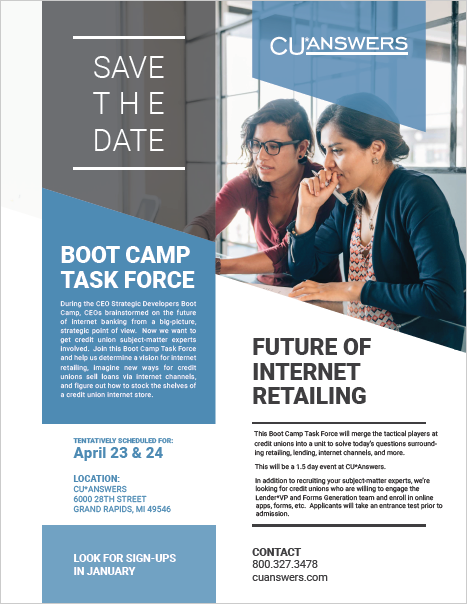 SAVE
THE
DATE
CU*ANSWERS
BOOT CAMP
TASK FORCE
During the CEO Strategic Developers Boot
Camp, CEOs brainstormed on the future
of internet banking from a big-picture,
strategic point of view. Now we want to
get credit union subject-matter experts
involved. Join this Boot Camp Task Force
and help us determine a vision for internet
retailing, imagine new ways for credit
unions sell loans via internet channels,
and figure out how to stock the shelves of
a credit union internet store.
TENTATIVELY SCHEDULED FOR:
April 23 & 24
LOCATION:
CU*ANSWERS
6000 28TH STREET
GRAND RAPIDS, MI 49546
LOOK FOR SIGN-UPS
IN JANUARY
FUTURE OF
INTERNET
RETAILING
This Boot Camp Task Force will merge the tactical players at
credit unions into a unit to solve today's questions surround-
ing retailing, lending, internet channels, and more.
This will be a 1.5 day event at CU*Answers.
In addition to recruiting your subject-matter experts, we're
looking for credit unions who are willing to engage the
Lender*VP and Forms Generation team and enroll in online
apps, forms, etc. Applicants will take an entrance test prior to
admission.
CONTACT
800.327.3478
cuanswers.com